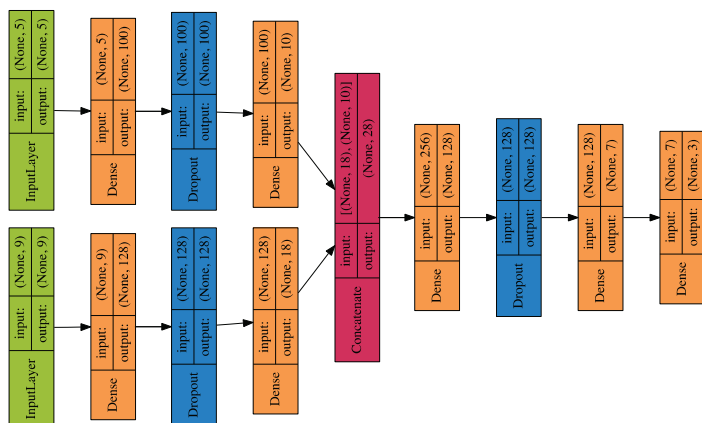 InputLayer
input: (None, 5)
output: (None, 5)
Dense
input: (None, 5)
output: (None, 100)
Dropout
input: (None, 100)
output: (None, 100)
Dense
input: (None, 100)
output: (None, 10)
InputLayer
input: (None, 9)
output: (None, 9)
Dense
input: (None, 9)
output: (None, 128)
Dropout
input: (None, 128)
output: (None, 128)
Dense
input: (None, 128)
output: (None, 18)
Concatenate
input: [(None, 18), (None, 10)]
output: (None, 28)
Dense
input: (None, 256)
output: (None, 128)
Dropout
input: (None, 128)
output: (None, 128)
Dense
input: (None, 128)
output: (None, 7)
Dense
input: (None, 7)
output: (None, 3)